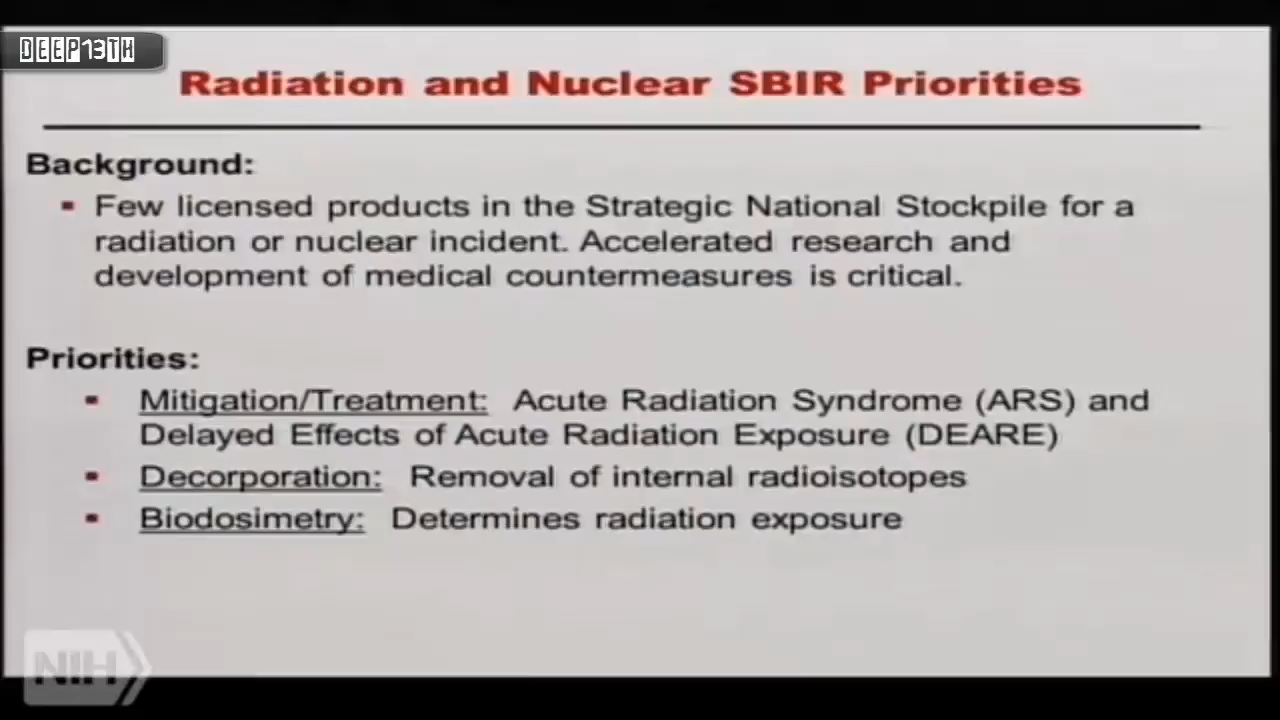 DEEP13TH
Radiation and Nuclear SBIR Priorities
Background:
Few licensed products in the Strategic National Stockpile for a
radiation or nuclear incident. Accelerated research and
development of medical countermeasures is critical.
Priorities:
Mitigation/Treatment: Acute Radiation Syndrome (ARS) and
Delayed Effects of Acute Radiation Exposure (DEARE)
Decorporation: Removal of internal radioisotopes
Biodosimetry: Determines radiation exposure
NIH